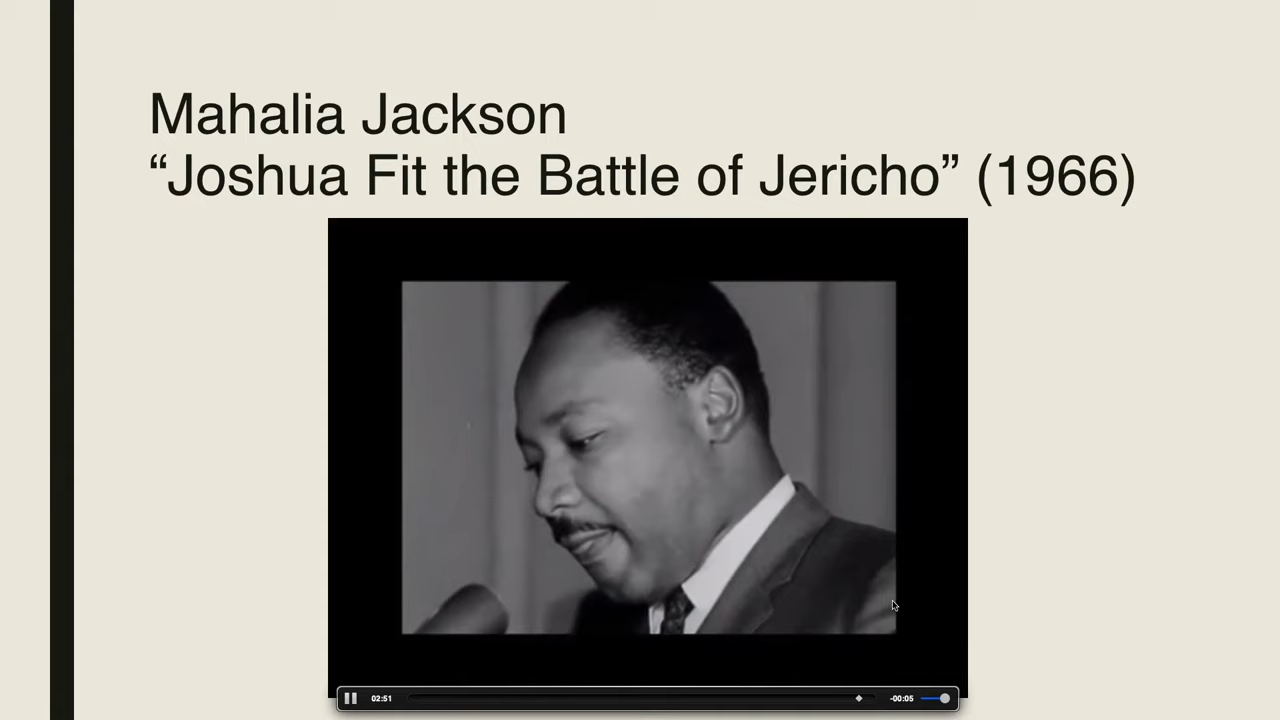 Mahalia Jackson
“Joshua Fit the Battle of Jericho” (1966)
02:51
-00:05